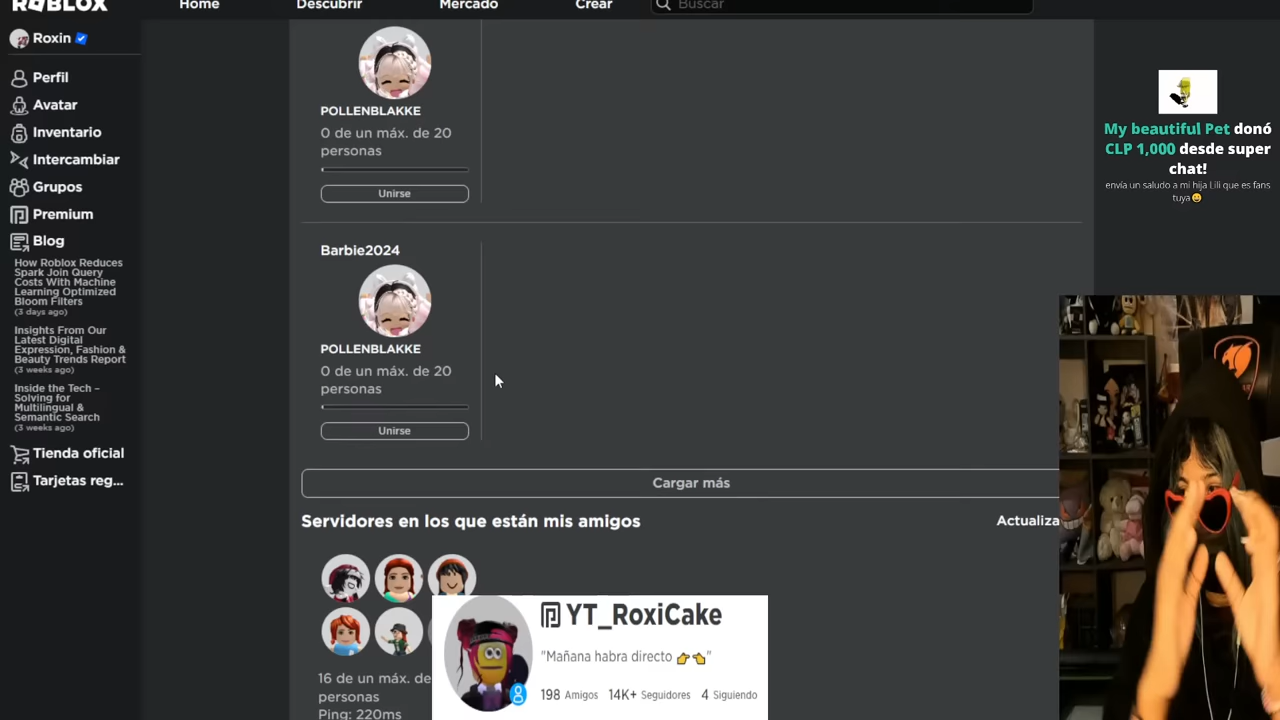 ROBLOX
Home
Descubrir
Mercado
Crear
Buscar
Roxin
Perfil
Avatar
Inventario
Intercambiar
Grupos
Premium
Blog
How Roblox Reduces
Spark Join Query
Costs With Machine
Learning Optimized
Bloom Filters
(3 days ago)
Insights From Our
Latest Digital
Expression, Fashion &
Beauty Trends Report
(3 weeks ago)
Inside the Tech –
Solving for
Multilingual &
Semantic Search
(3 weeks ago)
Tienda oficial
Tarjetas reg...
POLLENBLAKKE
0 de un máx. de 20
personas
Unirse
Barbie2024
POLLENBLAKKE
0 de un máx. de 20
personas
Unirse
Cargar más
Servidores en los que están mis amigos
Actualiza
16 de un máx. de
personas
Ping: 220ms
YT_RoxiCake
"Mañana habra directo 👉👈"
198 Amigos
14K+ Seguidores
4 Siguiendo
My beautiful Pet donó
CLP 1,000 desde super
chat!
envía un saludo a mi hija Lili que es fans
tuya😀